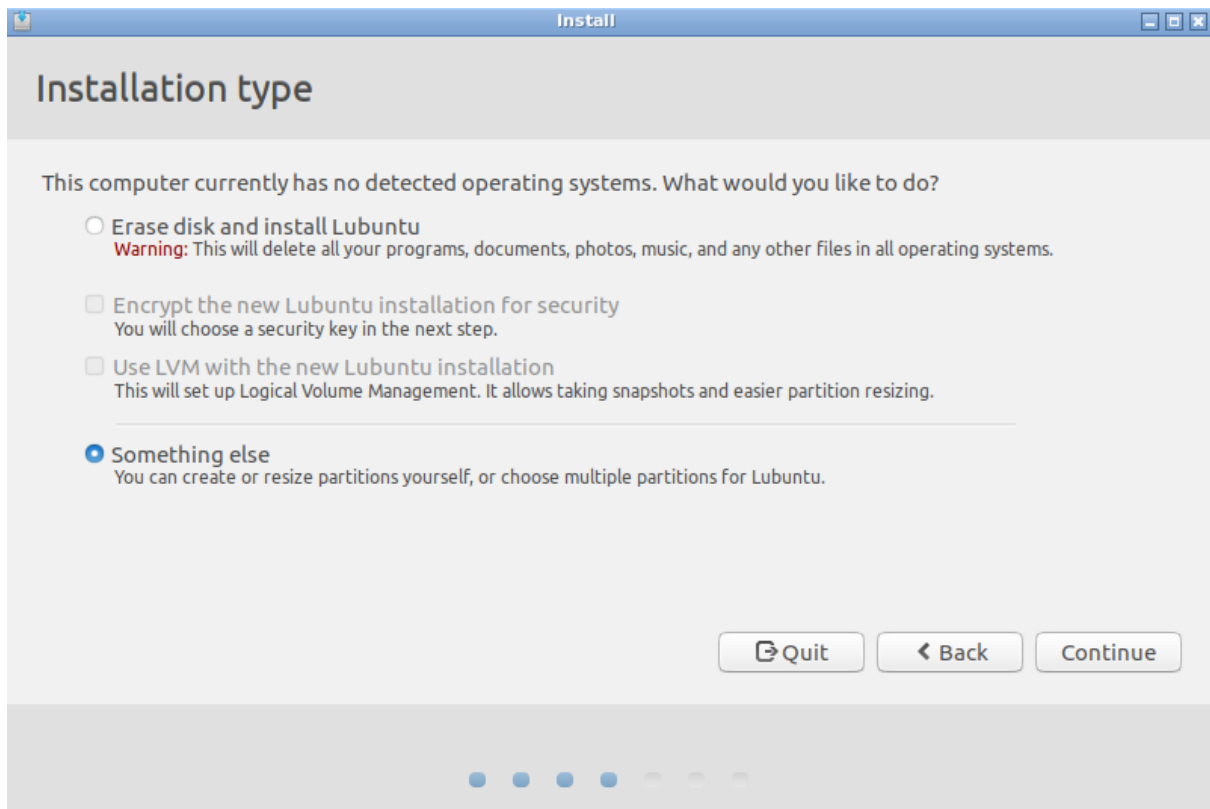 Install
Installation type
This computer currently has no detected operating systems. What would you like to do?
Erase disk and install Lubuntu
Warning: This will delete all your programs, documents, photos, music, and any other files in all operating systems.
Encrypt the new Lubuntu installation for security
You will choose a security key in the next step.
Use LVM with the new Lubuntu installation
This will set up Logical Volume Management. It allows taking snapshots and easier partition resizing.
Something else
You can create or resize partitions yourself, or choose multiple partitions for Lubuntu.
Quit Back Continue